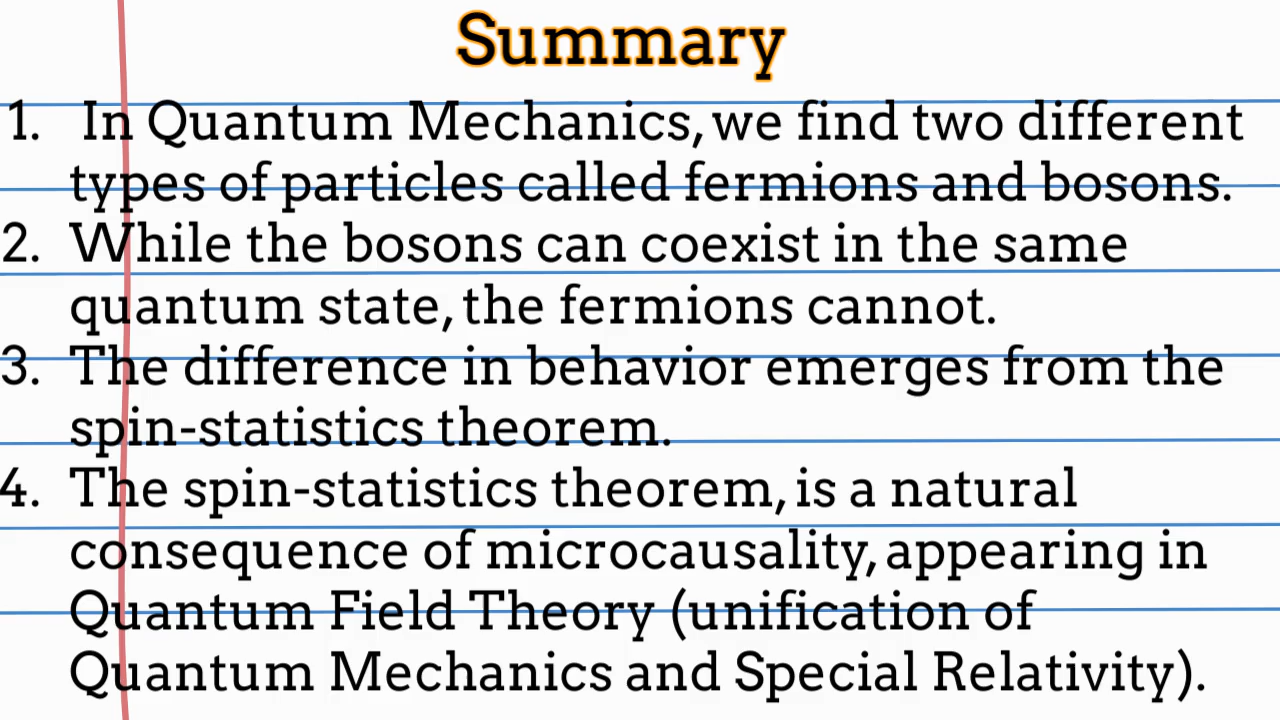 Summary
1. In Quantum Mechanics, we find two different
types of particles called fermions and bosons.
2. While the bosons can coexist in the same
quantum state, the fermions cannot.
3. The difference in behavior emerges from the
spin-statistics theorem.
4. The spin-statistics theorem, is a natural
consequence of microcausality, appearing in
Quantum Field Theory (unification of
Quantum Mechanics and Special Relativity).